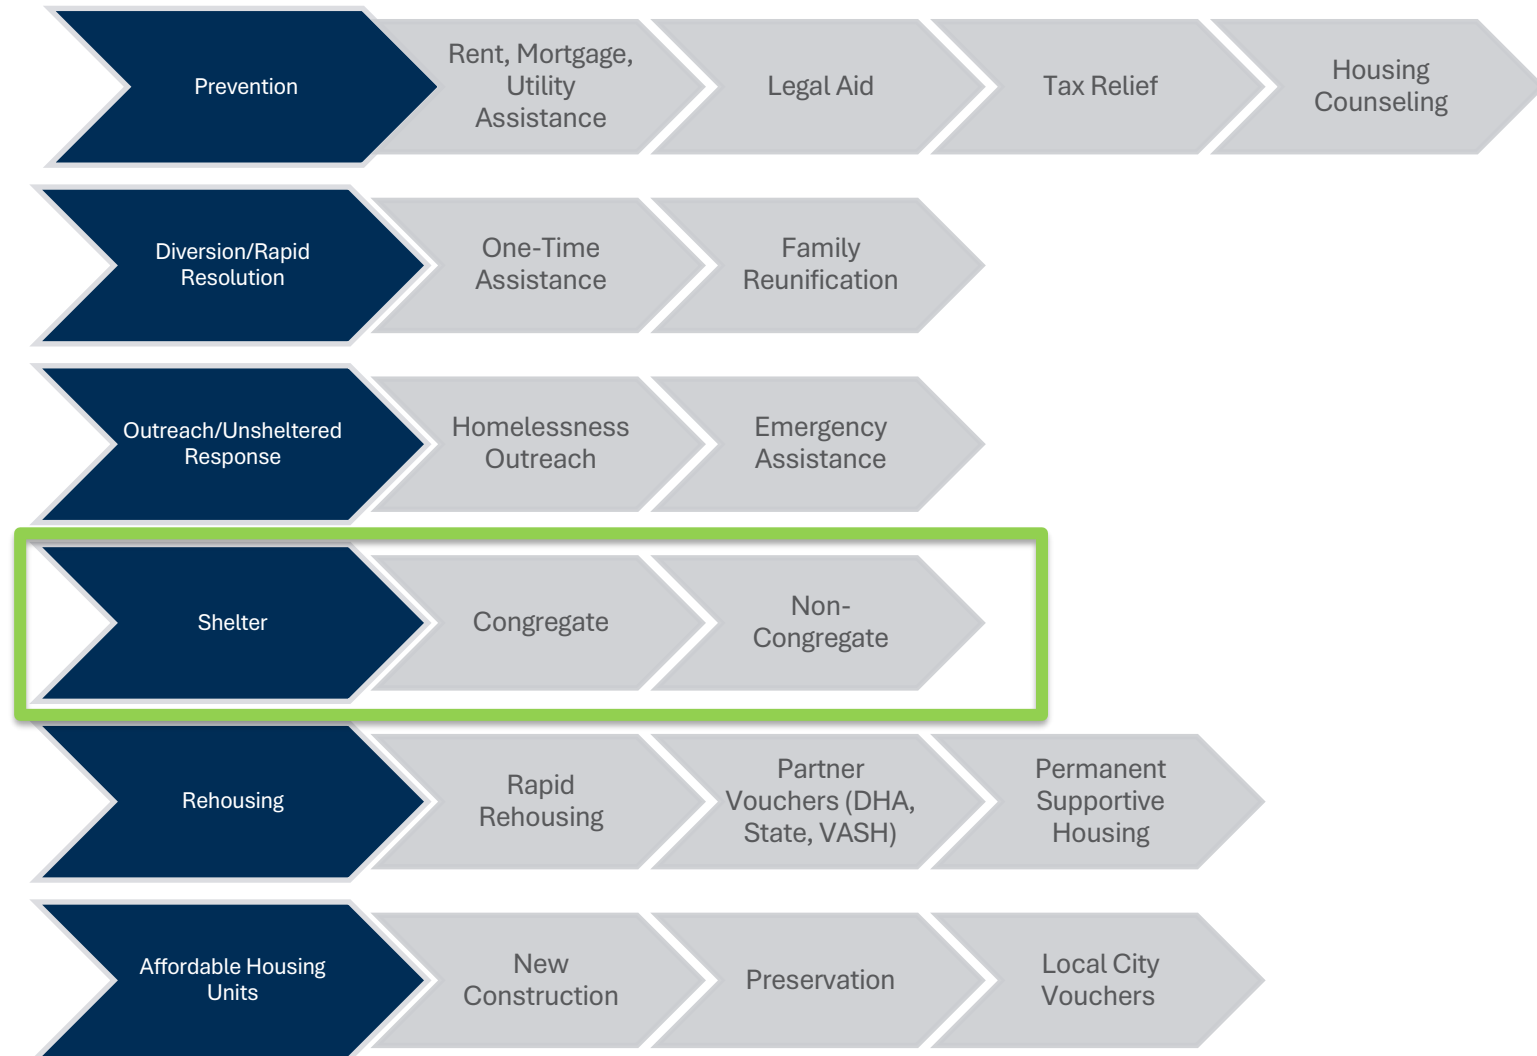 Prevention
Rent, Mortgage,
Utility
Assistance
Legal Aid
Tax Relief
Housing
Counseling
Diversion/Rapid
Resolution
One-Time
Assistance
Family
Reunification
Outreach/Unsheltered
Response
Homelessness
Outreach
Emergency
Assistance
Shelter
Congregate
Non-
Congregate
Rehousing
Rapid
Rehousing
Partner
Vouchers (DHA,
State, VASH)
Permanent
Supportive
Housing
Affordable Housing
Units
New
Construction
Preservation
Local City
Vouchers